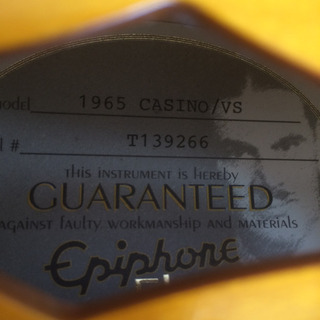 model 1965 CASINO/VS
# T139266
this INSTRUMENT is hereby
GUARANTEED
AGAINST faulty workmanship and materials
Epiphone